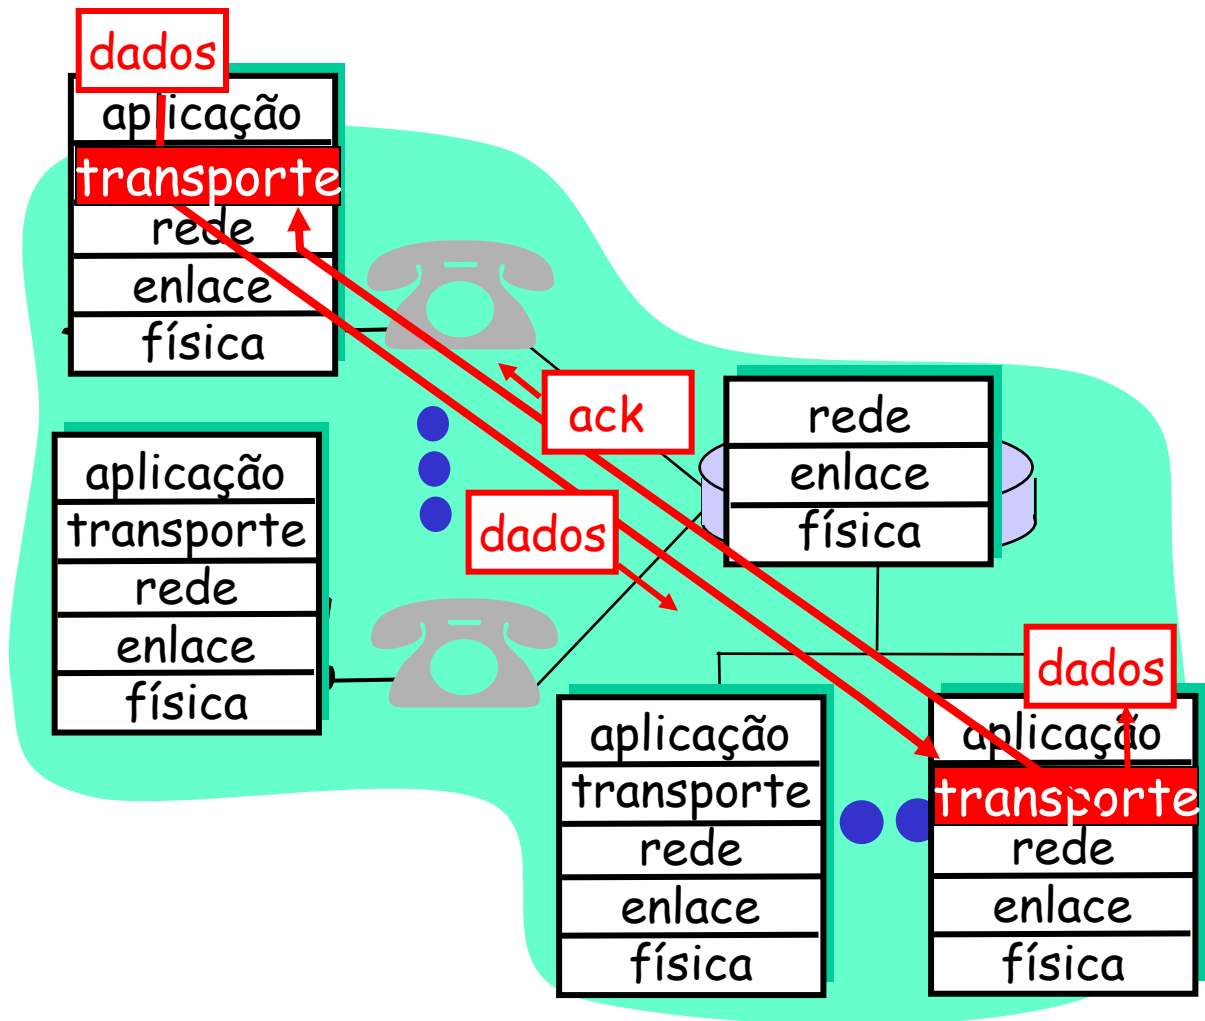 dados
aplicação
transporte
rede
enlace
física
ack
rede
enlace
física
aplicação
transporte
rede
enlace
física
dados
dados
aplicação
transporte
rede
enlace
física
aplicação
transporte
rede
enlace
física